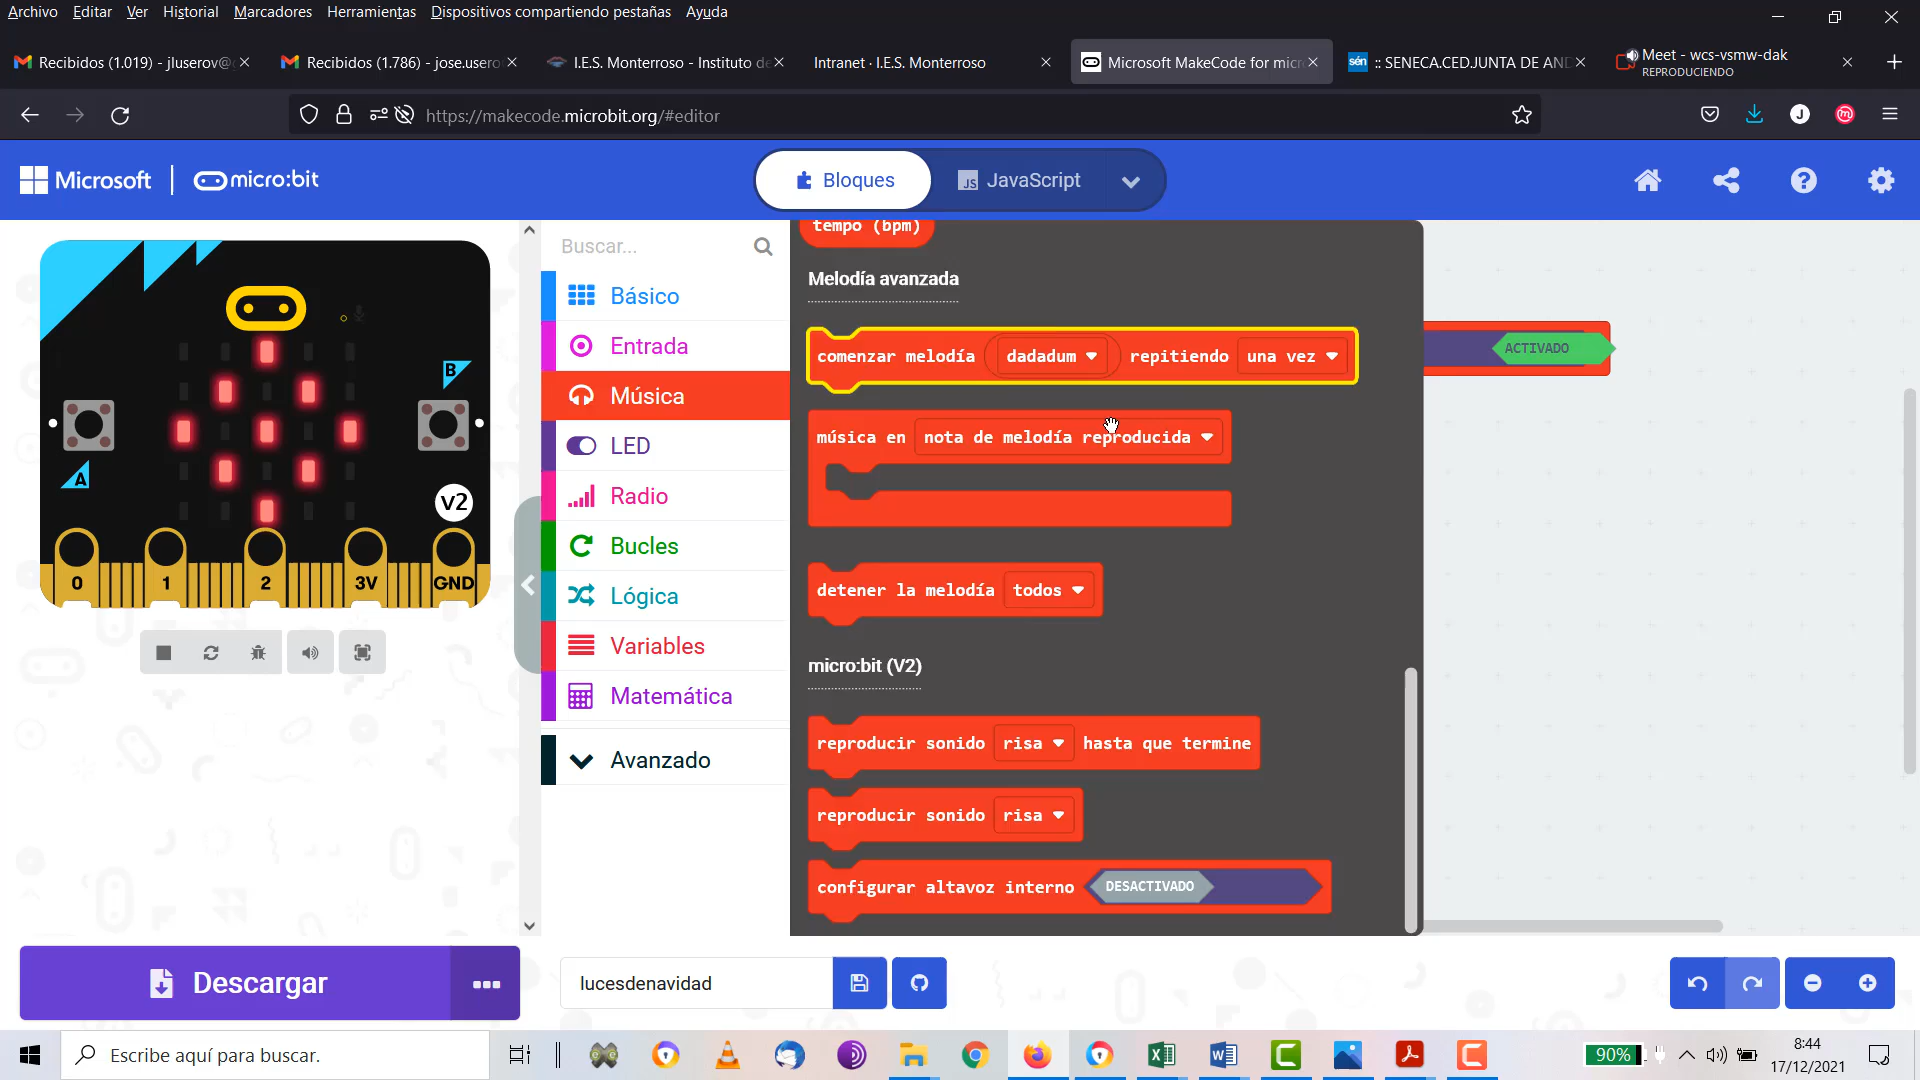 Archivo Editar Ver Historial Marcadores Herramientas Dispositivos compartiendo pestañas Ayuda
Recibidos (1.019) - jluserov@g
Recibidos (1.786) - jose.usero
I.E.S. Monterroso - Instituto de
Intranet · I.E.S. Monterroso
Microsoft MakeCode for micr
sén :: SENECA.CED.JUNTA DE AND
Meet - wcs-vsmw-dak
REPRODUCIENDO
https://makecode.microbit.org/#editor
J
m
Microsoft
micro:bit
Bloques
JS JavaScript
Buscar...
Básico
Entrada
Música
LED
Radio
Bucles
Lógica
Variables
Matemática
Avanzado
B
A
V2
0 1 2 3V GND
tempo (bpm)
Melodía avanzada
comenzar melodía dadadum repitiendo una vez
música en nota de melodía reproducida
detener la melodía todos
micro:bit (V2)
reproducir sonido risa hasta que termine
reproducir sonido risa
configurar altavoz interno DESACTIVADO
ACTIVADO
Descargar
lucesdenavidad
Escribe aquí para buscar.
90%
8:44
17/12/2021